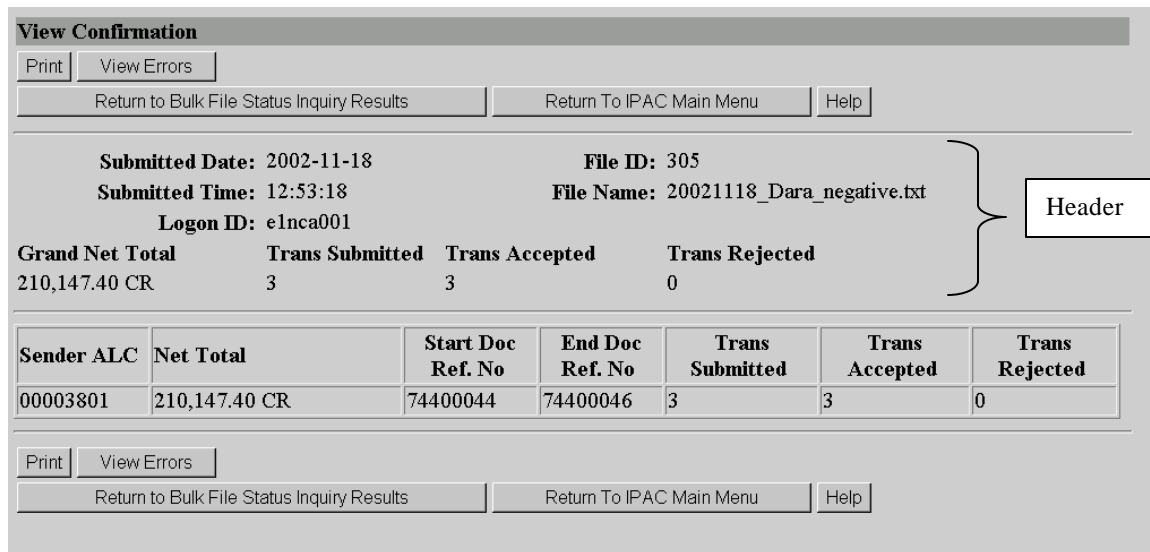 View Confirmation
Print View Errors
Return to Bulk File Status Inquiry Results Return To IPAC Main Menu Help
Submitted Date: 2002-11-18 File ID: 305
Submitted Time: 12:53:18 File Name: 20021118_Dara_negative.txt
Header
Logon ID: e1nca001
Grand Net Total Trans Submitted Trans Accepted Trans Rejected
210,147.40 CR 3 3 0
Sender ALC Net Total Start Doc Ref. No End Doc Ref. No Trans Submitted Trans Accepted Trans Rejected
00003801 210,147.40 CR 74400044 74400046 3 3 0
Print View Errors
Return to Bulk File Status Inquiry Results Return To IPAC Main Menu Help